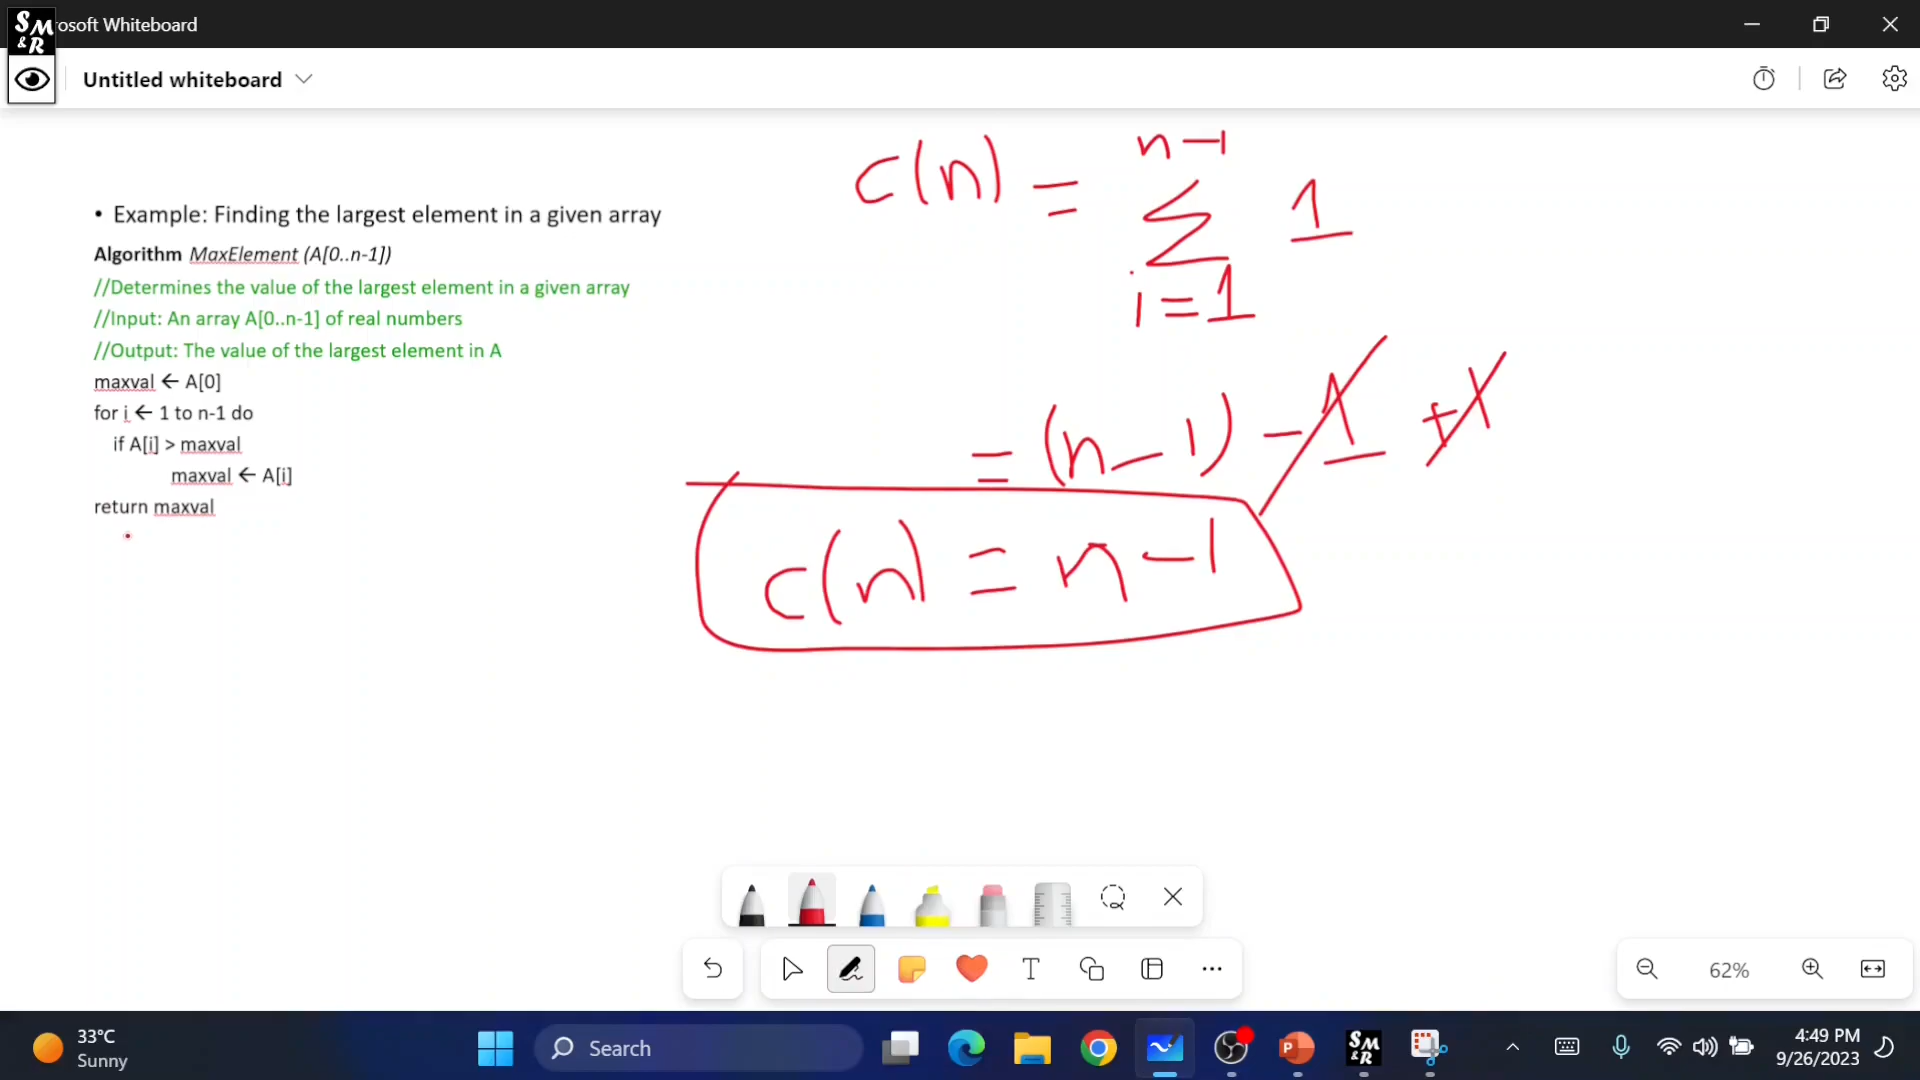 SM
&R
rosoft Whiteboard
Untitled whiteboard
• Example: Finding the largest element in a given array
Algorithm MaxElement (A[0..n-1])
//Determines the value of the largest element in a given array
//Input: An array A[0..n-1] of real numbers
//Output: The value of the largest element in A
maxval ← A[0]
for i ← 1 to n-1 do
if A[i] > maxval
maxval ← A[i]
return maxval
n-1
c(n) = ∑ 1
i=1
= (n-1) - 1 + 1
c(n) = n-1
62%
33°C
Sunny
Search
P
SM
&R
4:49 PM
9/26/2023